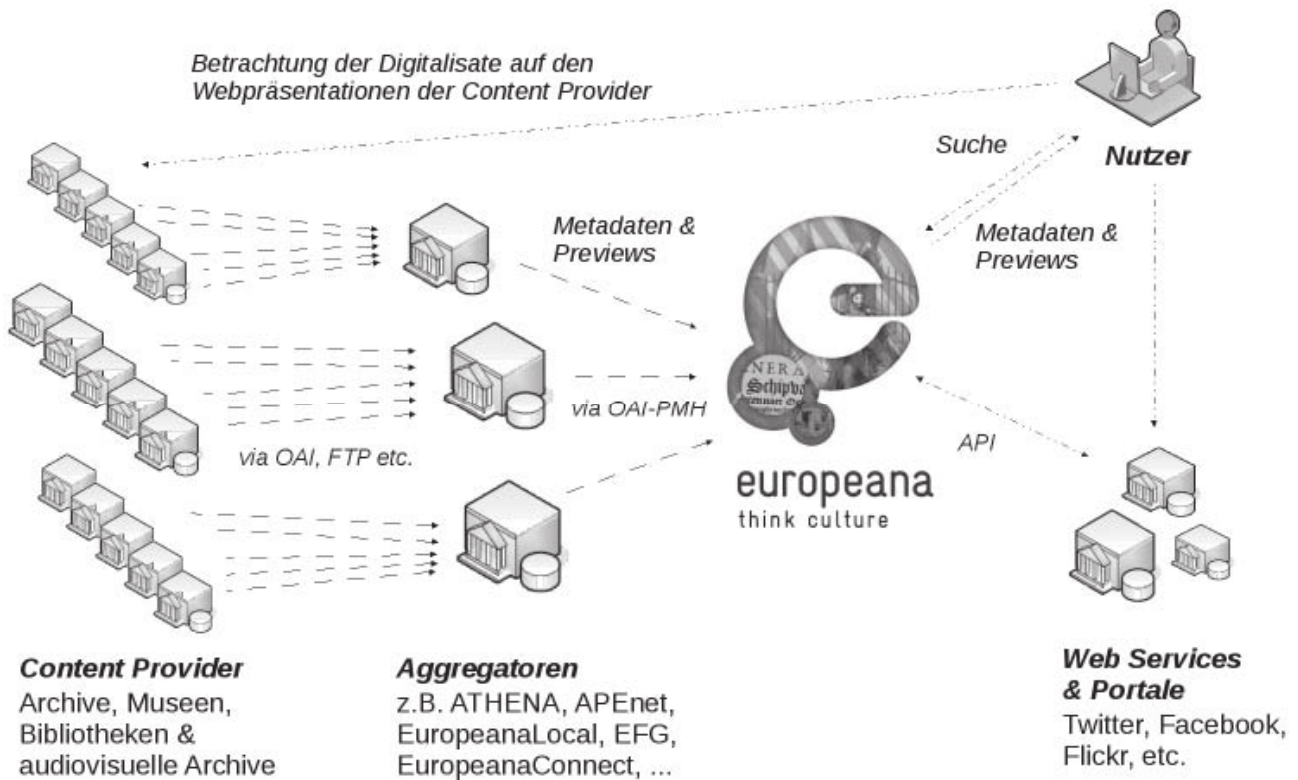 Betrachtung der Digitalisate auf den
Webpräsentationen der Content Provider
Suche
Nutzer
Metadaten &
Previews
Metadaten &
Previews
via OAI, FTP etc.
via OAI-PMH
API
NERA
Schipva
europeana
think culture
Content Provider
Archive, Museen,
Bibliotheken &
audiovisuelle Archive
Aggregatoren
z.B. ATHENA, APEnet,
EuropeanaLocal, EFG,
EuropeanaConnect, ...
Web Services
& Portale
Twitter, Facebook,
Flickr, etc.